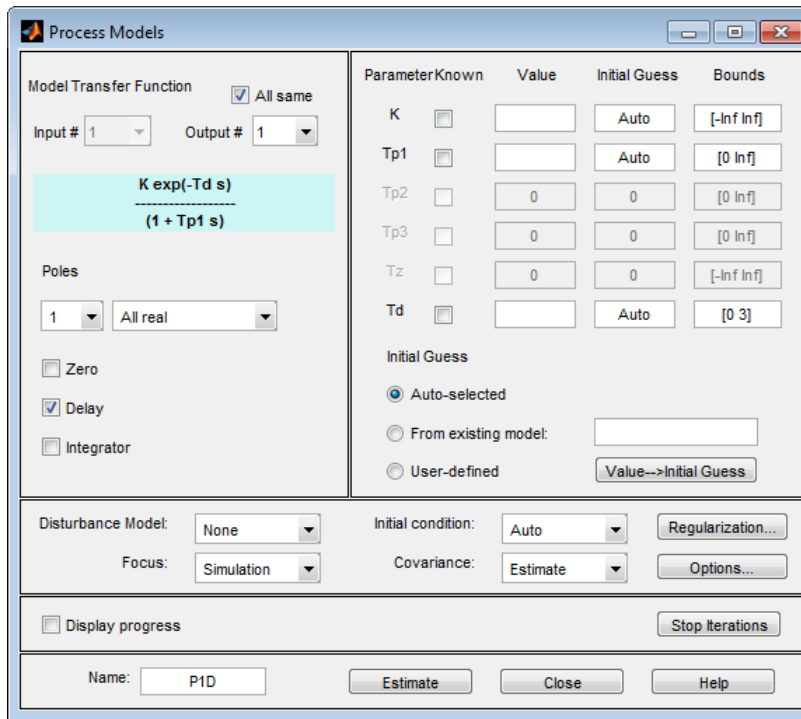 Process Models
Model Transfer Function
All same
Input # 1 Output # 1
K exp(-Td s)
------------------
(1 + Tp1 s)
Poles
1 All real
Zero
Delay
Integrator
Parameter Known Value Initial Guess Bounds
K Auto [-Inf Inf]
Tp1 Auto [0 Inf]
Tp2 0 0 [0 Inf]
Tp3 0 0 [0 Inf]
Tz 0 0 [-Inf Inf]
Td Auto [0 3]
Initial Guess
Auto-selected
From existing model:
User-defined Value-->Initial Guess
Disturbance Model: None Initial condition: Auto Regularization...
Focus: Simulation Covariance: Estimate Options...
Display progress Stop Iterations
Name: P1D Estimate Close Help